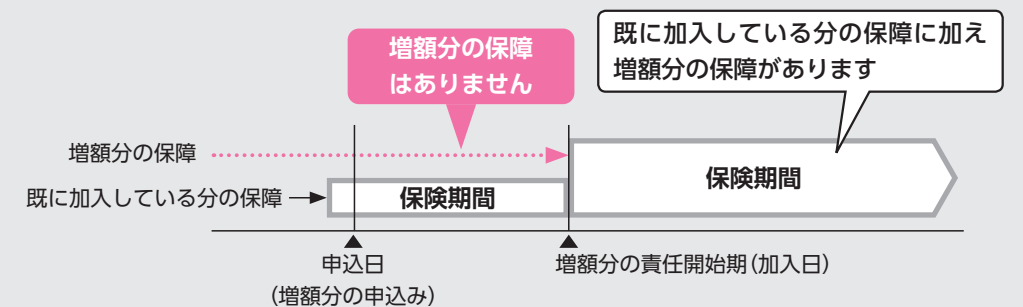 増額分の保障
はありません
既に加入している分の保障に加え
増額分の保障があります
増額分の保障
既に加入している分の保障
保険期間
保険期間
申込日
(増額分の申込み)
増額分の責任開始期(加入日)